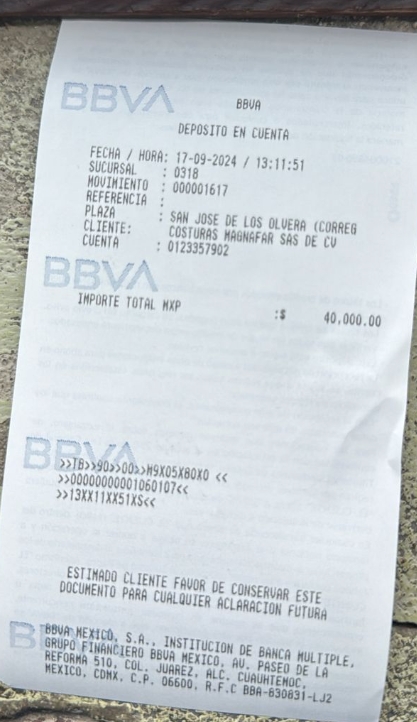 BBVA
BBVA
DEPOSITO EN CUENTA
FECHA / HORA: 17-09-2024 / 13:11:51
SUCURSAL : 0318
MOVIMIENTO : 000001617
REFERENCIA :
PLAZA : SAN JOSE DE LOS OLVERA (CORREG
CLIENTE: COSTURAS MAGNAFAR SAS DE CV
CUENTA : 0123357902
BBVA
IMPORTE TOTAL MXP :$ 40,000.00
BBVA
>>TB>>90>>00>>M9X05X80X0 <<
>>00000000001060107<<
>>13XX11XX51XS<<
ESTIMADO CLIENTE FAVOR DE CONSERVAR ESTE
DOCUMENTO PARA CUALQUIER ACLARACION FUTURA
BBVA MEXICO, S.A., INSTITUCION DE BANCA MULTIPLE,
GRUPO FINANCIERO BBVA MEXICO, AV. PASEO DE LA
REFORMA 510, COL. JUAREZ, ALC. CUAUHTEMOC,
MEXICO, CDMX, C.P. 06600, R.F.C BBA-830831-LJ2